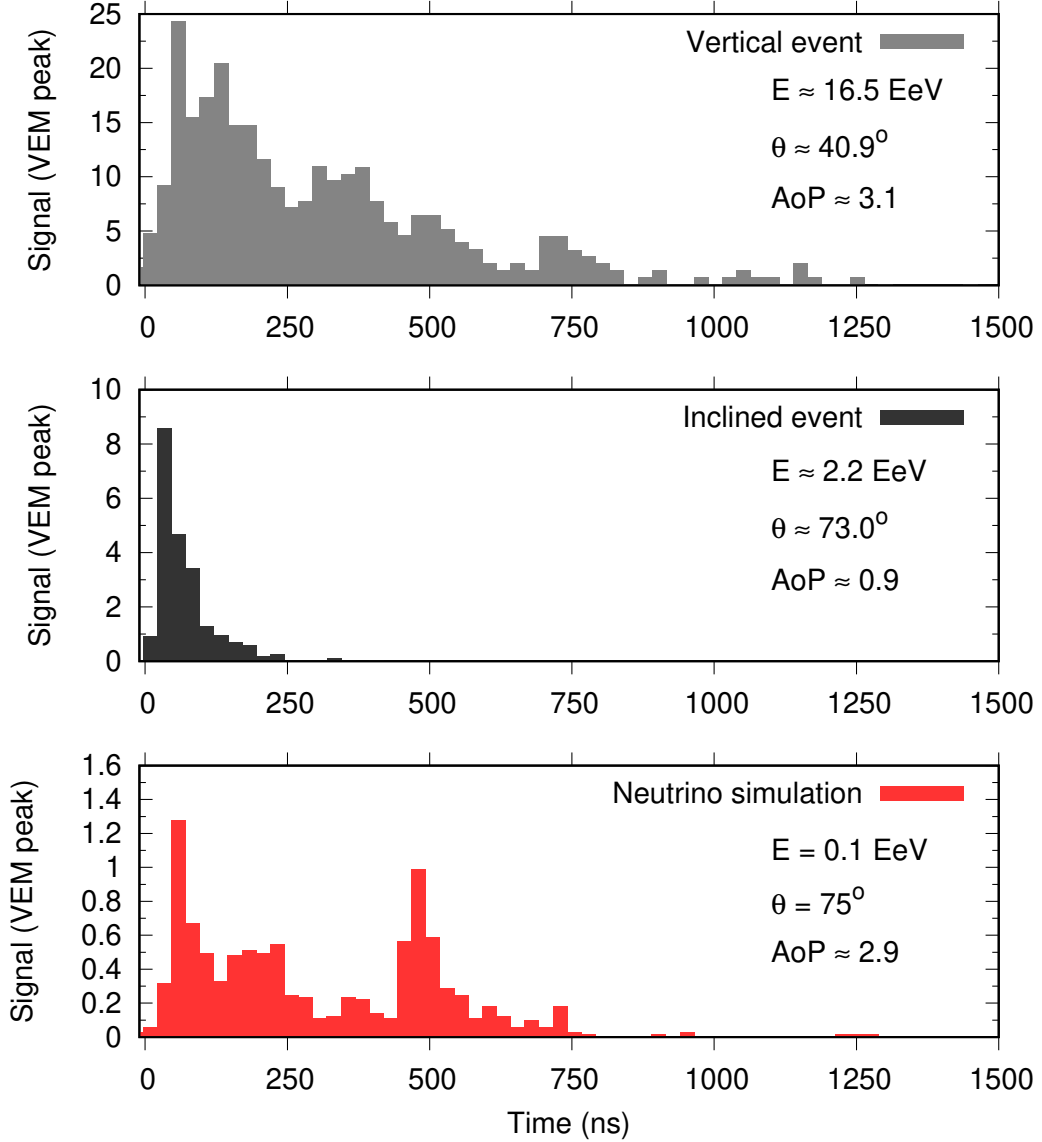 25
20
15
10
5
0
Signal (VEM peak)
Vertical event
E ≈ 16.5 EeV
θ ≈ 40.9º
AoP ≈ 3.1
0 250 500 750 1000 1250 1500
10
8
6
4
2
0
Signal (VEM peak)
Inclined event
E ≈ 2.2 EeV
θ ≈ 73.0º
AoP ≈ 0.9
0 250 500 750 1000 1250 1500
1.6
1.4
1.2
1
0.8
0.6
0.4
0.2
0
Signal (VEM peak)
Neutrino simulation
E = 0.1 EeV
θ = 75º
AoP ≈ 2.9
0 250 500 750 1000 1250 1500
Time (ns)